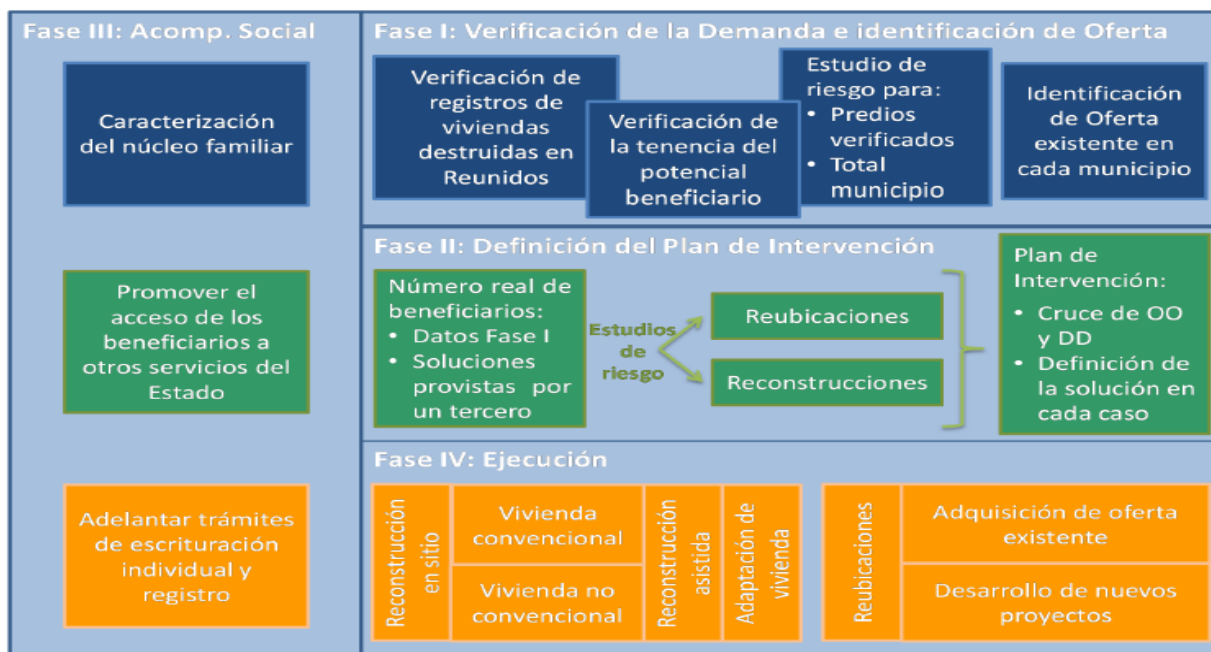 Fase III: Acomp. Social
Caracterización
del núcleo familiar
Promover el
acceso de los
beneficiarios a
otros servicios del
Estado
Adelantar trámites
de escrituración
individual y
registro
Fase I: Verificación de la Demanda e identificación de Oferta
Verificación de
registros de
viviendas
destruidas en
Reunidos
Verificación de
la tenencia del
potencial
beneficiario
Estudio de
riesgo para:
• Predios
verificados
• Total
municipio
Identificación
de Oferta
existente en
cada municipio
Fase II: Definición del Plan de Intervención
Número real de
beneficiarios:
• Datos Fase I
• Soluciones
provistas por
un tercero
Estudios
de
riesgo
Reubicaciones
Reconstrucciones
Plan de
Intervención:
• Cruce de OO
y DD
• Definición de
la solución en
cada caso
Fase IV: Ejecución
Reconstrucción
en sitio
Vivienda
convencional
Vivienda no
convencional
Reconstrucción
asistida
Adaptación de
vivienda
Reubicaciones
Adquisición de oferta
existente
Desarrollo de nuevos
proyectos